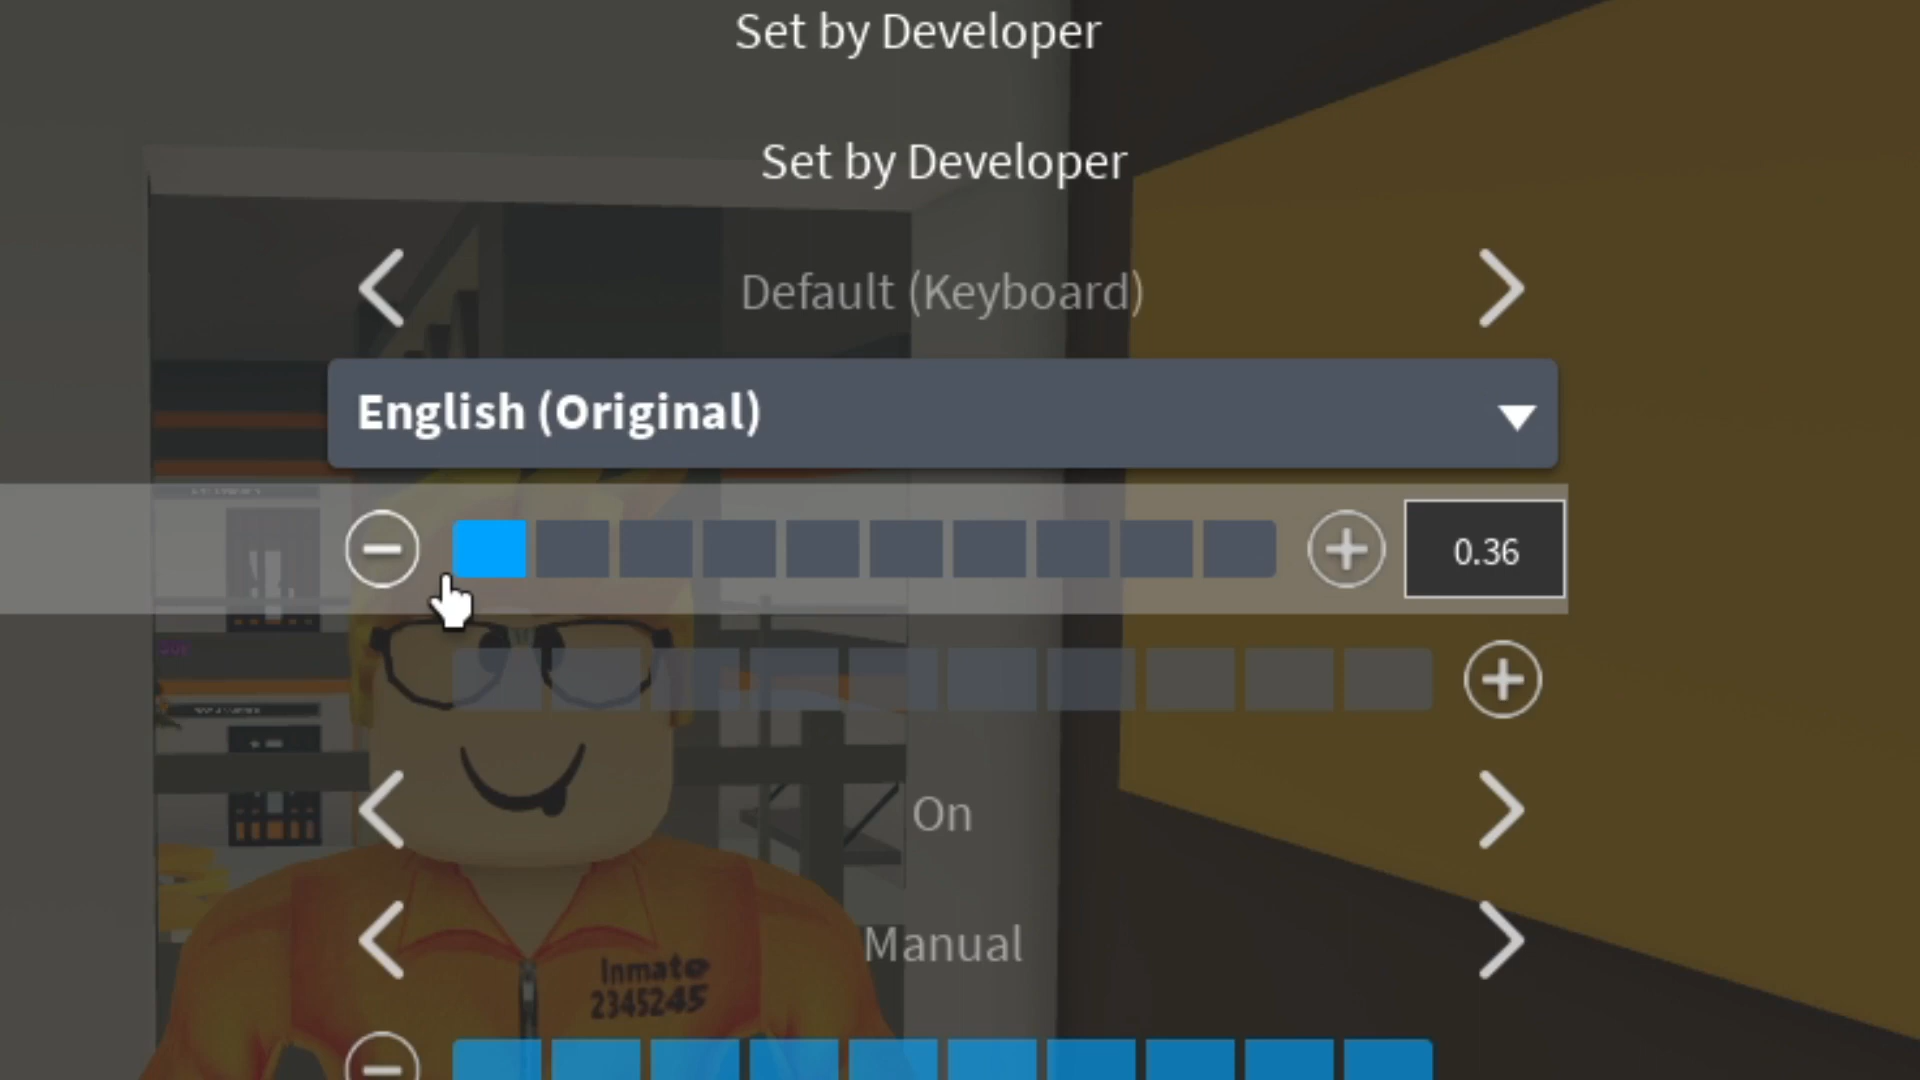 Set by Developer
Set by Developer
Default (Keyboard)
English (Original)
0.36
On
Manual
Inmate
2345245